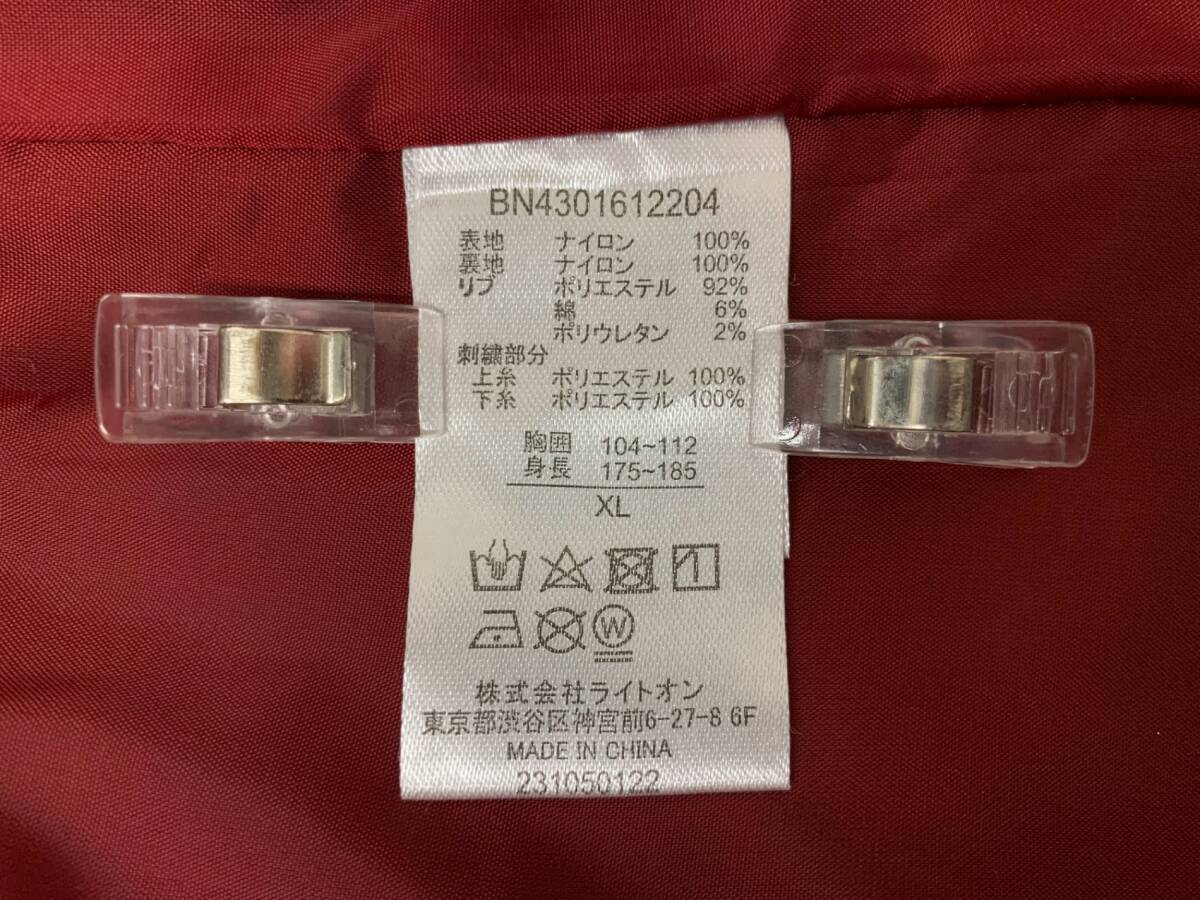 BN4301612204
表地 ナイロン 100%
裏地 ナイロン 100%
リブ ポリエステル 92%
綿 6%
ポリウレタン 2%
刺繍部分
上糸 ポリエステル 100%
下糸 ポリエステル 100%
胸囲 104~112
身長 175~185
XL
W
株式会社ライトオン
東京都渋谷区神宮前6-27-8 6F
MADE IN CHINA
231050122